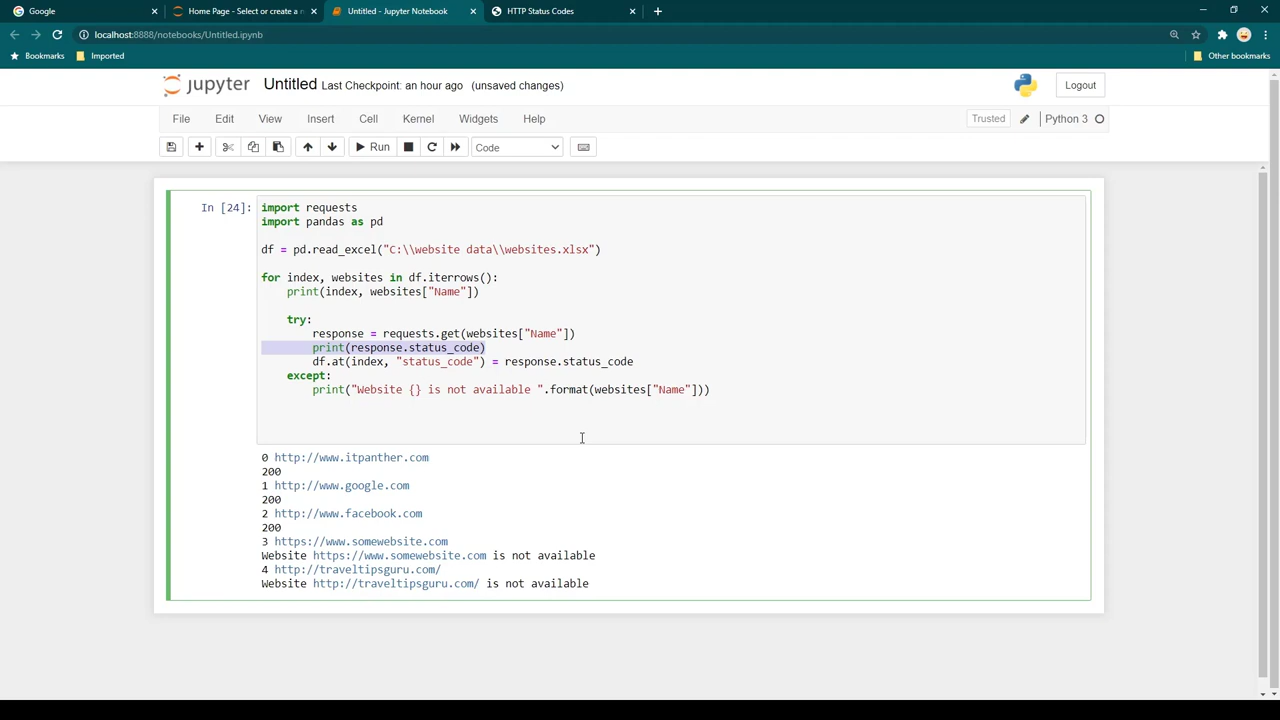 Google
Home Page - Select or create a n
Untitled - Jupyter Notebook
HTTP Status Codes
localhost:8888/notebooks/Untitled.ipynb
Bookmarks
Imported
Other bookmarks
jupyter
Untitled Last Checkpoint: an hour ago (unsaved changes)
Logout
File Edit View Insert Cell Kernel Widgets Help
Trusted
Python 3
Run
Code
In [24]:
import requests
import pandas as pd
df = pd.read_excel("C:\\website data\\websites.xlsx")
for index, websites in df.iterrows():
    print(index, websites["Name"])
    try:
        response = requests.get(websites["Name"])
        print(response.status_code)
        df.at(index, "status_code") = response.status_code
    except:
        print("Website {} is not available ".format(websites["Name"]))
0 http://www.itpanther.com
200
1 http://www.google.com
200
2 http://www.facebook.com
200
3 https://www.somewebsite.com
Website https://www.somewebsite.com is not available
4 http://traveltipsguru.com/
Website http://traveltipsguru.com/ is not available